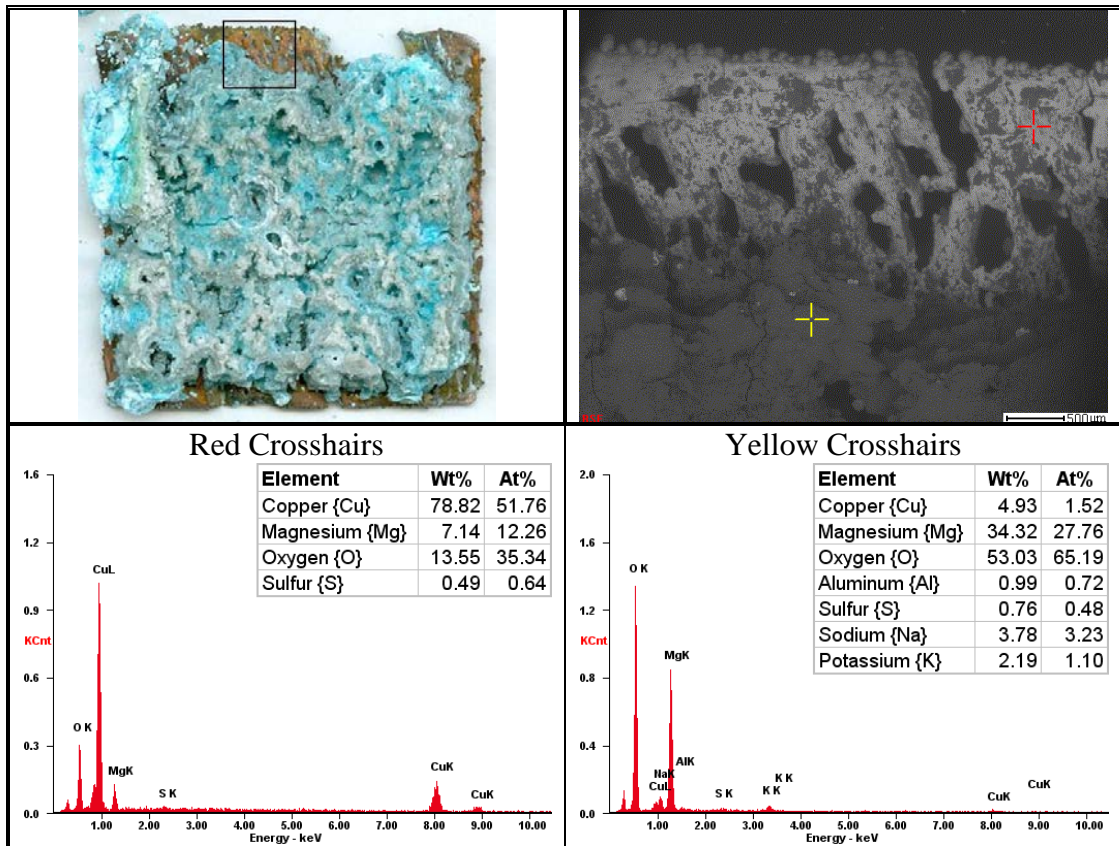 500μm
Red Crosshairs
Element Wt% At%
Copper {Cu} 78.82 51.76
Magnesium {Mg} 7.14 12.26
Oxygen {O} 13.55 35.34
Sulfur {S} 0.49 0.64
1.6
1.2
0.9
KCnt
0.6
0.3
0.0
CuL
O K
MgK
S K
CuK
CuK
1.00 2.00 3.00 4.00 5.00 6.00 7.00 8.00 9.00 10.00
Energy - keV
Yellow Crosshairs
Element Wt% At%
Copper {Cu} 4.93 1.52
Magnesium {Mg} 34.32 27.76
Oxygen {O} 53.03 65.19
Aluminum {Al} 0.99 0.72
Sulfur {S} 0.76 0.48
Sodium {Na} 3.78 3.23
Potassium {K} 2.19 1.10
2.0
1.6
1.2
KCnt
0.8
0.4
0.0
O K
MgK
AlK
NaK
CuL
S K
K K
K K
CuK
CuK
1.00 2.00 3.00 4.00 5.00 6.00 7.00 8.00 9.00 10.00
Energy - keV